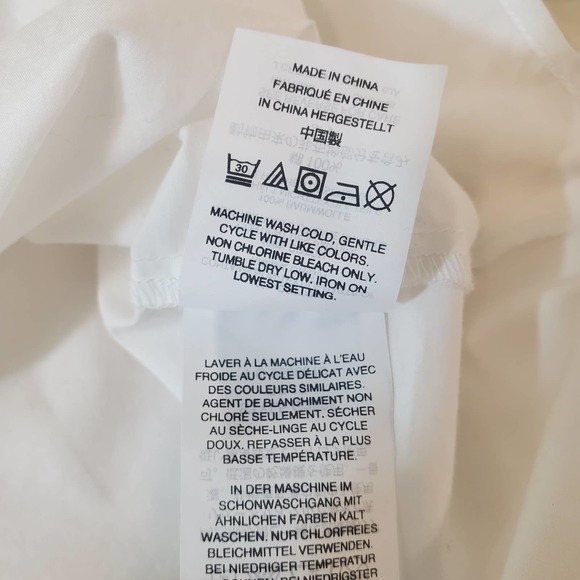 MADE IN CHINA
FABRIQUÉ EN CHINE
IN CHINA HERGESTELLT
中国製
30
MACHINE WASH COLD, GENTLE
CYCLE WITH LIKE COLORS.
NON CHLORINE BLEACH ONLY.
TUMBLE DRY LOW, IRON ON
LOWEST SETTING.
LAVER À LA MACHINE À L'EAU
FROIDE AU CYCLE DÉLICAT AVEC
DES COULEURS SIMILAIRES.
AGENT DE BLANCHIMENT NON
CHLORÉ SEULEMENT. SÉCHER
AU SÈCHE-LINGE AU CYCLE
DOUX, REPASSER À LA PLUS
BASSE TEMPÉRATURE.
IN DER MASCHINE IM
SCHONWASCHGANG MIT
ÄHNLICHEN FARBEN KALT
WASCHEN. NUR CHLORFREIES
BLEICHMITTEL VERWENDEN.
BEI NIEDRIGER TEMPERATUR
BEI NIEDRIGSTER